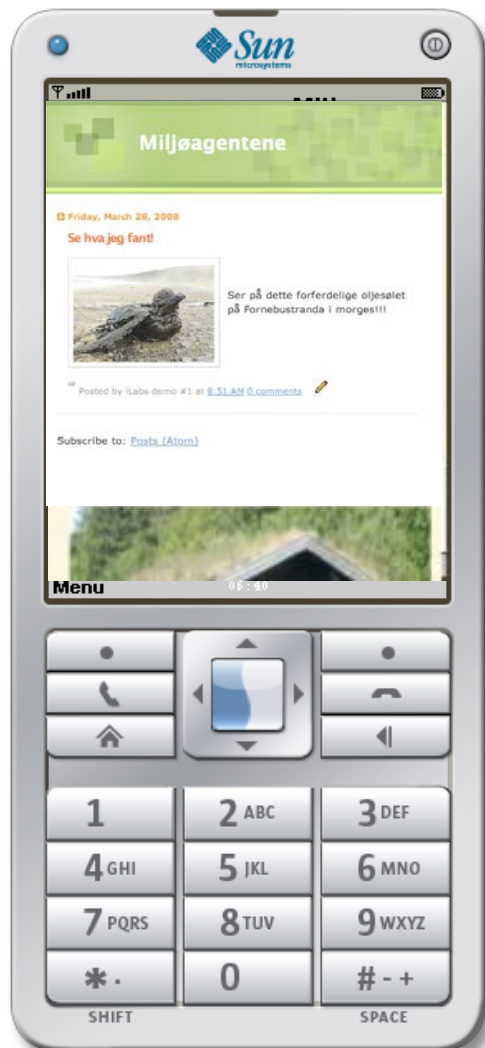 Sun
microsystems
Miljøagentene
Friday, March 28, 2008
Se hva jeg fant!
Ser på dette forferdelige oljesølet
på Fornebustranda i morges!!!
Posted by iLabs demo #1 at 8:51 AM 0 comments
Subscribe to: Posts (Atom)
Menu
06:40
1
2 ABC
3 DEF
4 GHI
5 JKL
6 MNO
7 PQRS
8 TUV
9 WXYZ
* .
0
# - +
SHIFT
SPACE